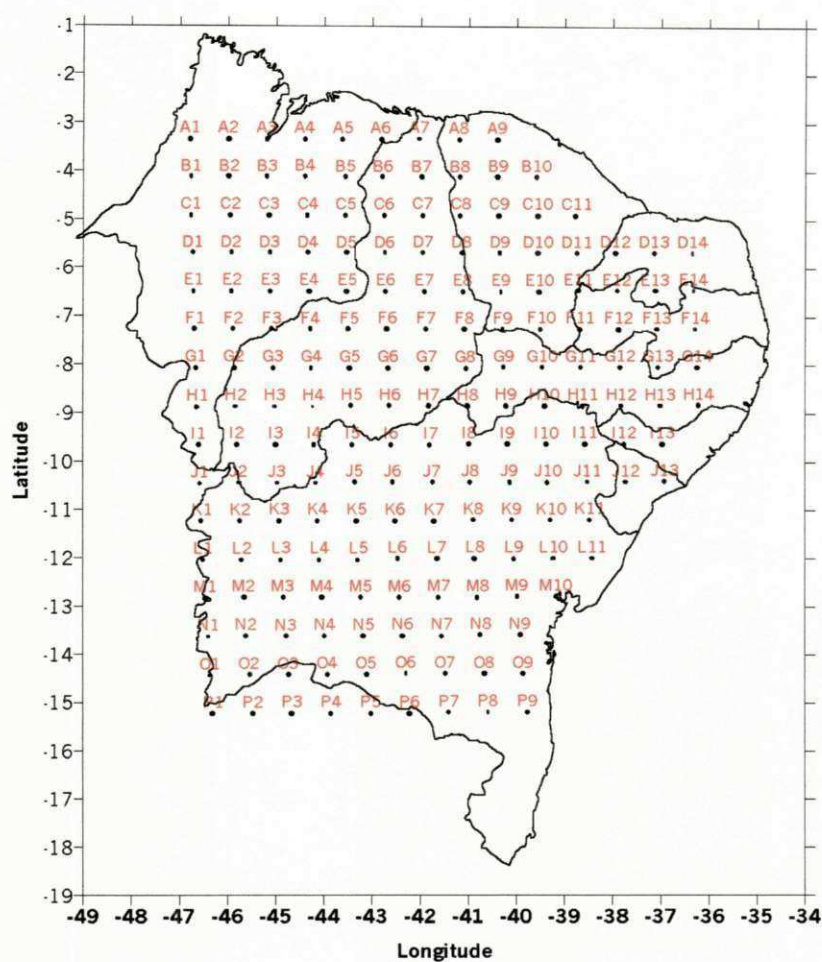 -1
-2
-3
A1 A2 A3 A4 A5 A6 A7 A8 A9
-4
B1 B2 B3 B4 B5 B6 B7 B8 B9 B10
C1 C2 C3 C4 C5 C6 C7 C8 C9 C10 C11
-5
D1 D2 D3 D4 D5 D6 D7 D8 D9 D10 D11 D12 D13 D14
-6
E1 E2 E3 E4 E5 E6 E7 E8 E9 E10 E11 E12 E13 E14
-7
F1 F2 F3 F4 F5 F6 F7 F8 F9 F10 F11 F12 F13 F14
G1 G2 G3 G4 G5 G6 G7 G8 G9 G10 G11 G12 G13 G14
-8
H1 H2 H3 H4 H5 H6 H7 H8 H9 H10 H11 H12 H13 H14
-9
I1 I2 I3 I4 I5 I6 I7 I8 I9 I10 I11 I12 I13
-10
J1 J2 J3 J4 J5 J6 J7 J8 J9 J10 J11 J12 J13
-11
K1 K2 K3 K4 K5 K6 K7 K8 K9 K10 K11
L1 L2 L3 L4 L5 L6 L7 L8 L9 L10 L11
-12
M1 M2 M3 M4 M5 M6 M7 M8 M9 M10
-13
N1 N2 N3 N4 N5 N6 N7 N8 N9
-14
O1 O2 O3 O4 O5 O6 O7 O8 O9
-15
P1 P2 P3 P4 P5 P6 P7 P8 P9
-16
-17
-18
-19
Latitude
-49 -48 -47 -46 -45 -44 -43 -42 -41 -40 -39 -38 -37 -36 -35 -34
Longitude